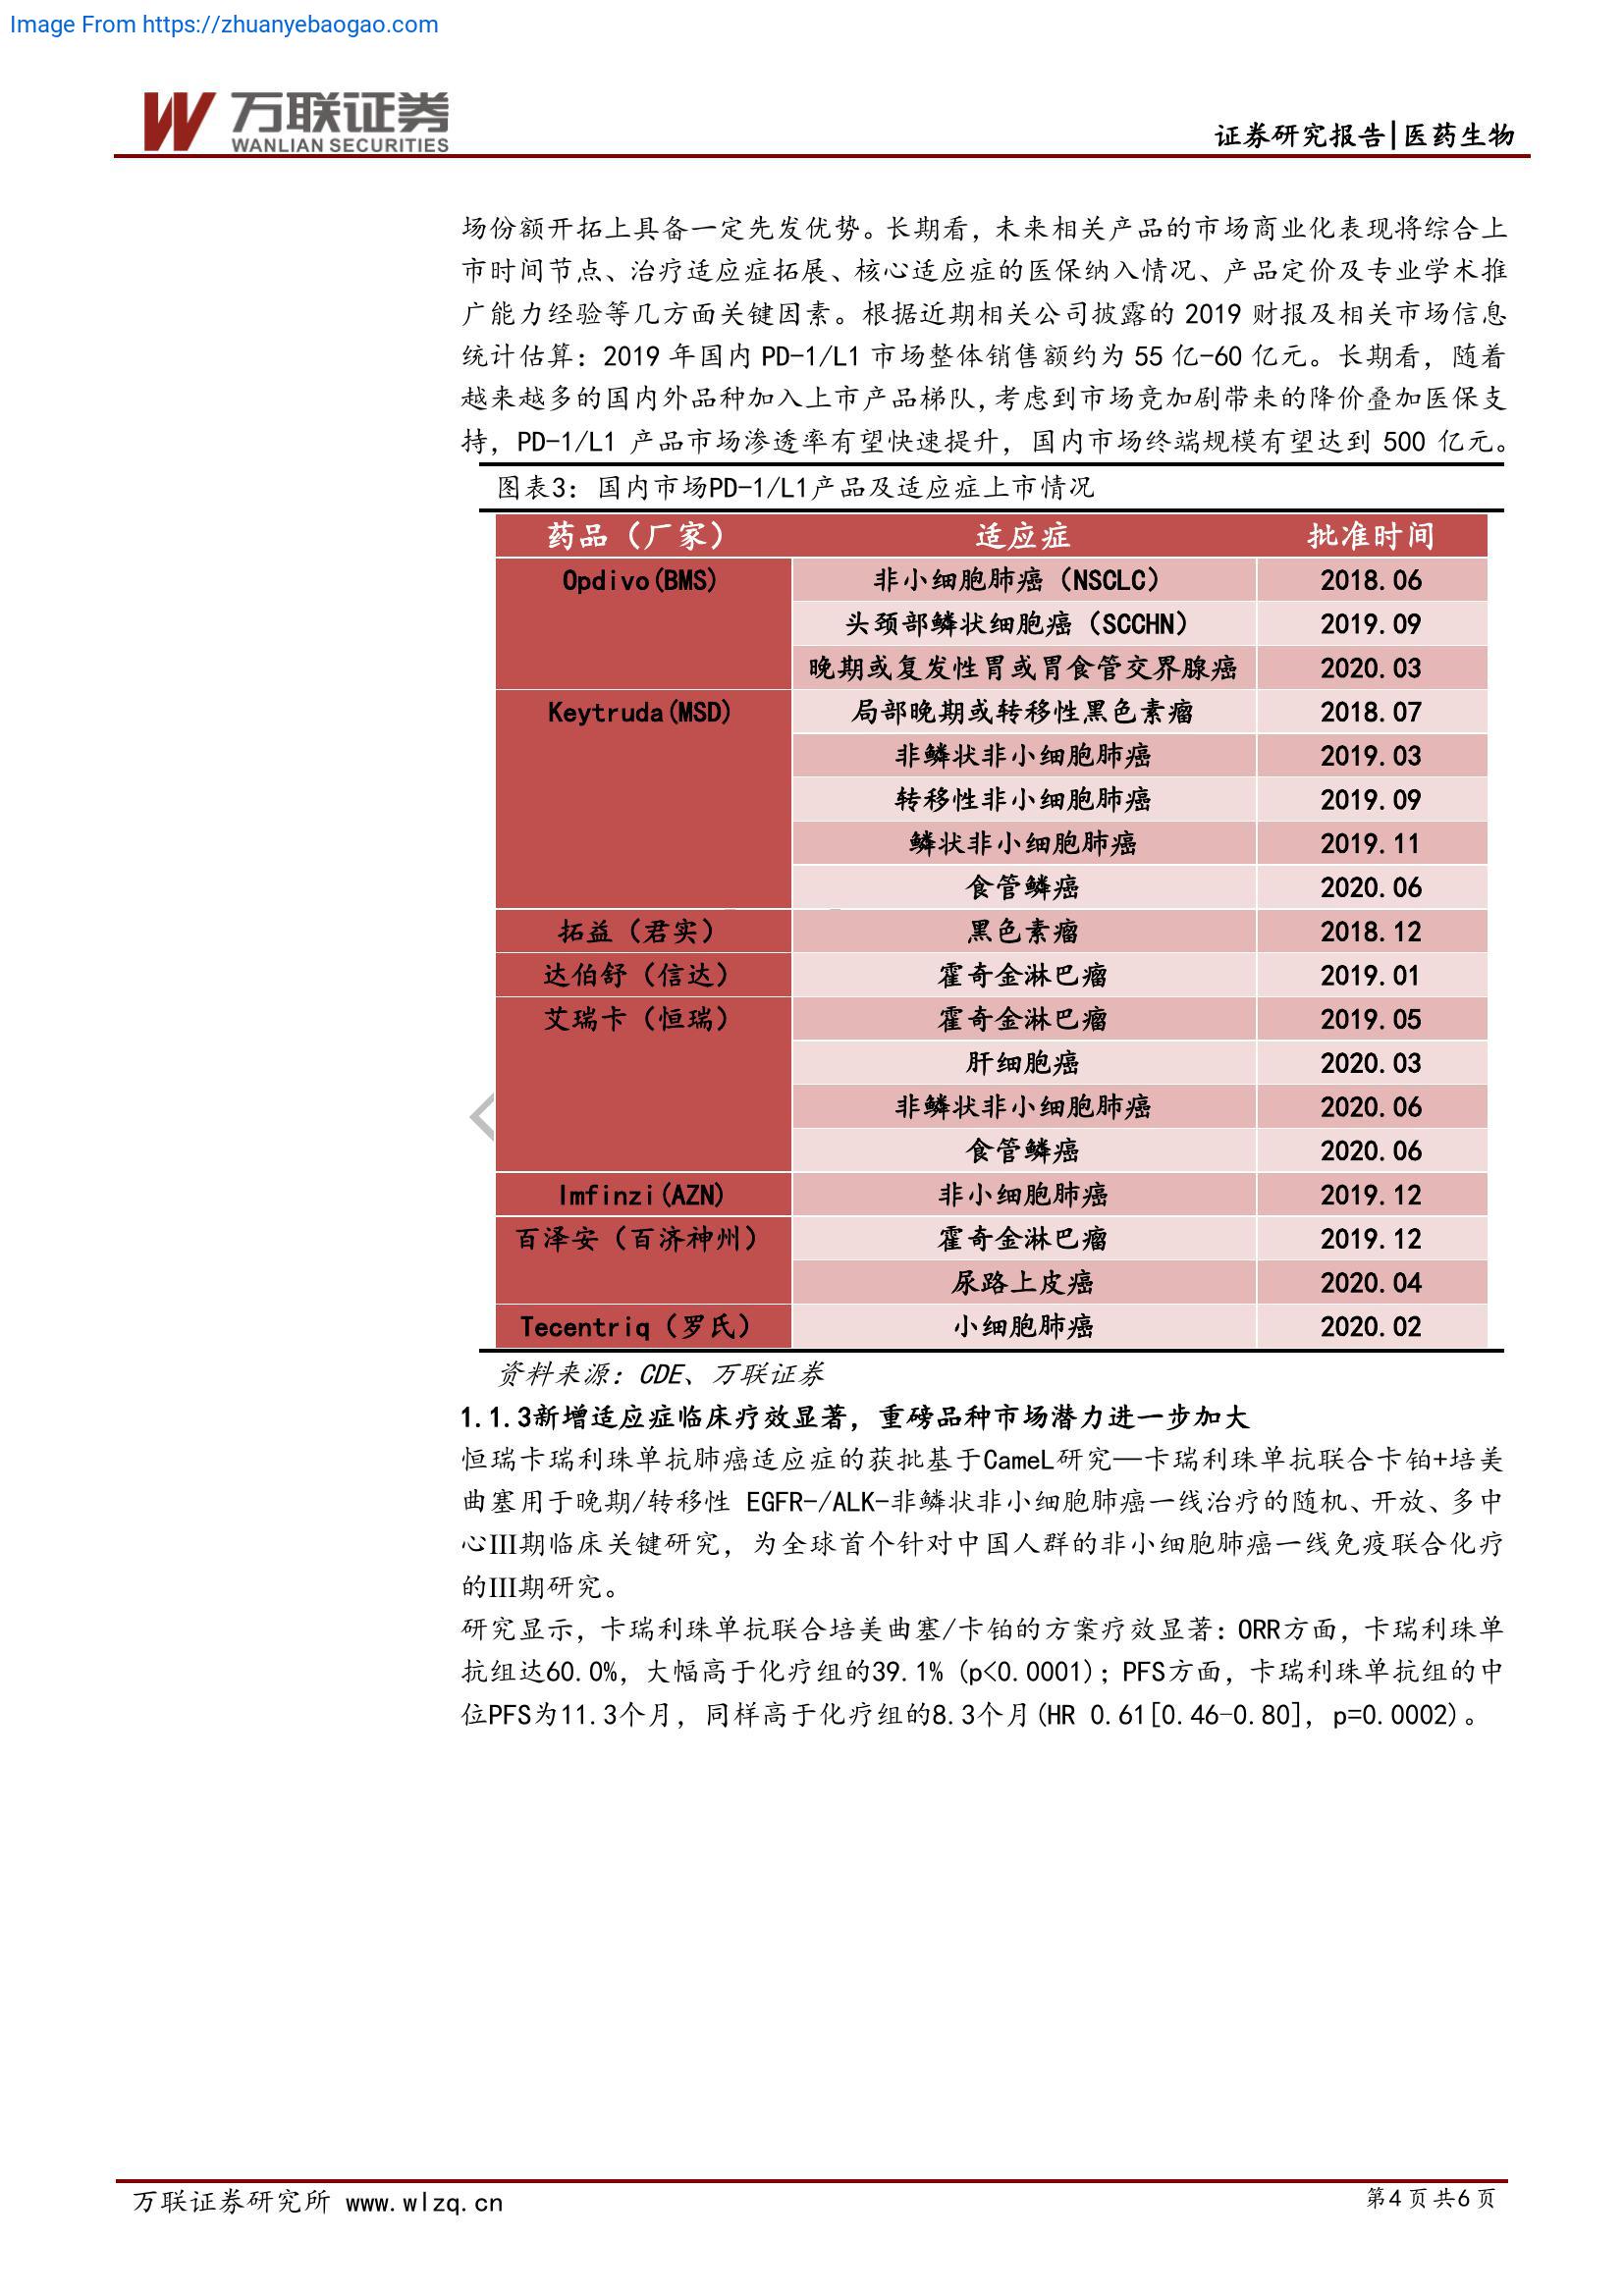 Image From https://zhuanyebaogao.com
万联证券
WANLIAN SECURITIES
证券研究报告|医药生物
场份额开拓上具备一定先发优势。长期看，未来相关产品的市场商业化表现将综合上
市时间节点、治疗适应症拓展、核心适应症的医保纳入情况、产品定价及专业学术推
广能力经验等几方面关键因素。根据近期相关公司披露的 2019 财报及相关市场信息
统计估算：2019 年国内 PD-1/L1 市场整体销售额约为 55 亿-60 亿元。长期看，随着
越来越多的国内外品种加入上市产品梯队，考虑到市场竞加剧带来的降价叠加医保支
持，PD-1/L1 产品市场渗透率有望快速提升，国内市场终端规模有望达到 500 亿元。
图表3：国内市场PD-1/L1产品及适应症上市情况
药品（厂家） 适应症 批准时间
Opdivo(BMS) 非小细胞肺癌（NSCLC） 2018.06
头颈部鳞状细胞癌（SCCHN） 2019.09
晚期或复发性胃或胃食管交界腺癌 2020.03
Keytruda(MSD) 局部晚期或转移性黑色素瘤 2018.07
非鳞状非小细胞肺癌 2019.03
转移性非小细胞肺癌 2019.09
鳞状非小细胞肺癌 2019.11
食管鳞癌 2020.06
拓益（君实） 黑色素瘤 2018.12
达伯舒（信达） 霍奇金淋巴瘤 2019.01
艾瑞卡（恒瑞） 霍奇金淋巴瘤 2019.05
肝细胞癌 2020.03
非鳞状非小细胞肺癌 2020.06
食管鳞癌 2020.06
Imfinzi(AZN) 非小细胞肺癌 2019.12
百泽安（百济神州） 霍奇金淋巴瘤 2019.12
尿路上皮癌 2020.04
Tecentriq（罗氏） 小细胞肺癌 2020.02
资料来源：CDE、万联证券
1.1.3新增适应症临床疗效显著，重磅品种市场潜力进一步加大
恒瑞卡瑞利珠单抗肺癌适应症的获批基于CameL研究—卡瑞利珠单抗联合卡铂+培美
曲塞用于晚期/转移性 EGFR-/ALK-非鳞状非小细胞肺癌一线治疗的随机、开放、多中
心III期临床关键研究，为全球首个针对中国人群的非小细胞肺癌一线免疫联合化疗
的III期研究。
研究显示，卡瑞利珠单抗联合培美曲塞/卡铂的方案疗效显著：ORR方面，卡瑞利珠单
抗组达60.0%，大幅高于化疗组的39.1% (p<0.0001)；PFS方面，卡瑞利珠单抗组的中
位PFS为11.3个月，同样高于化疗组的8.3个月(HR 0.61[0.46-0.80], p=0.0002)。
万联证券研究所 www.wlzq.cn
第4页共6页